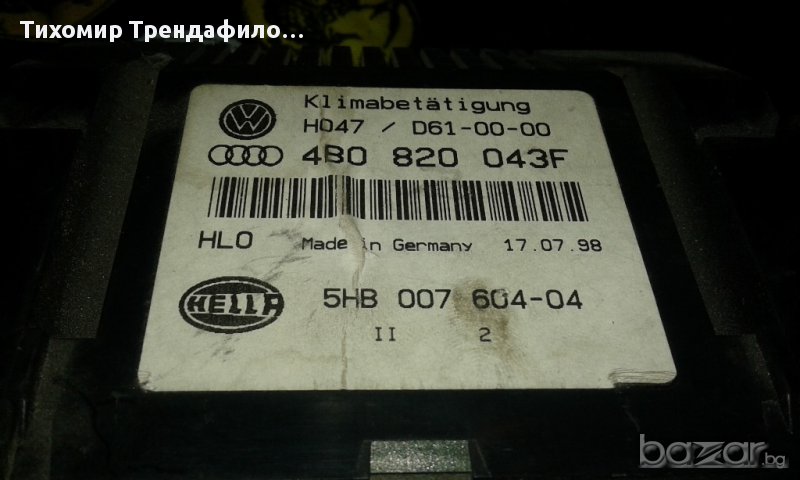 Тихомир Трендафило...
Klimabetätigung
H047 / D61-00-00
4B0 820 043F
HLO Made in Germany 17.07.98
HELLA
5HB 007 604-04
II 2
bazar.bg